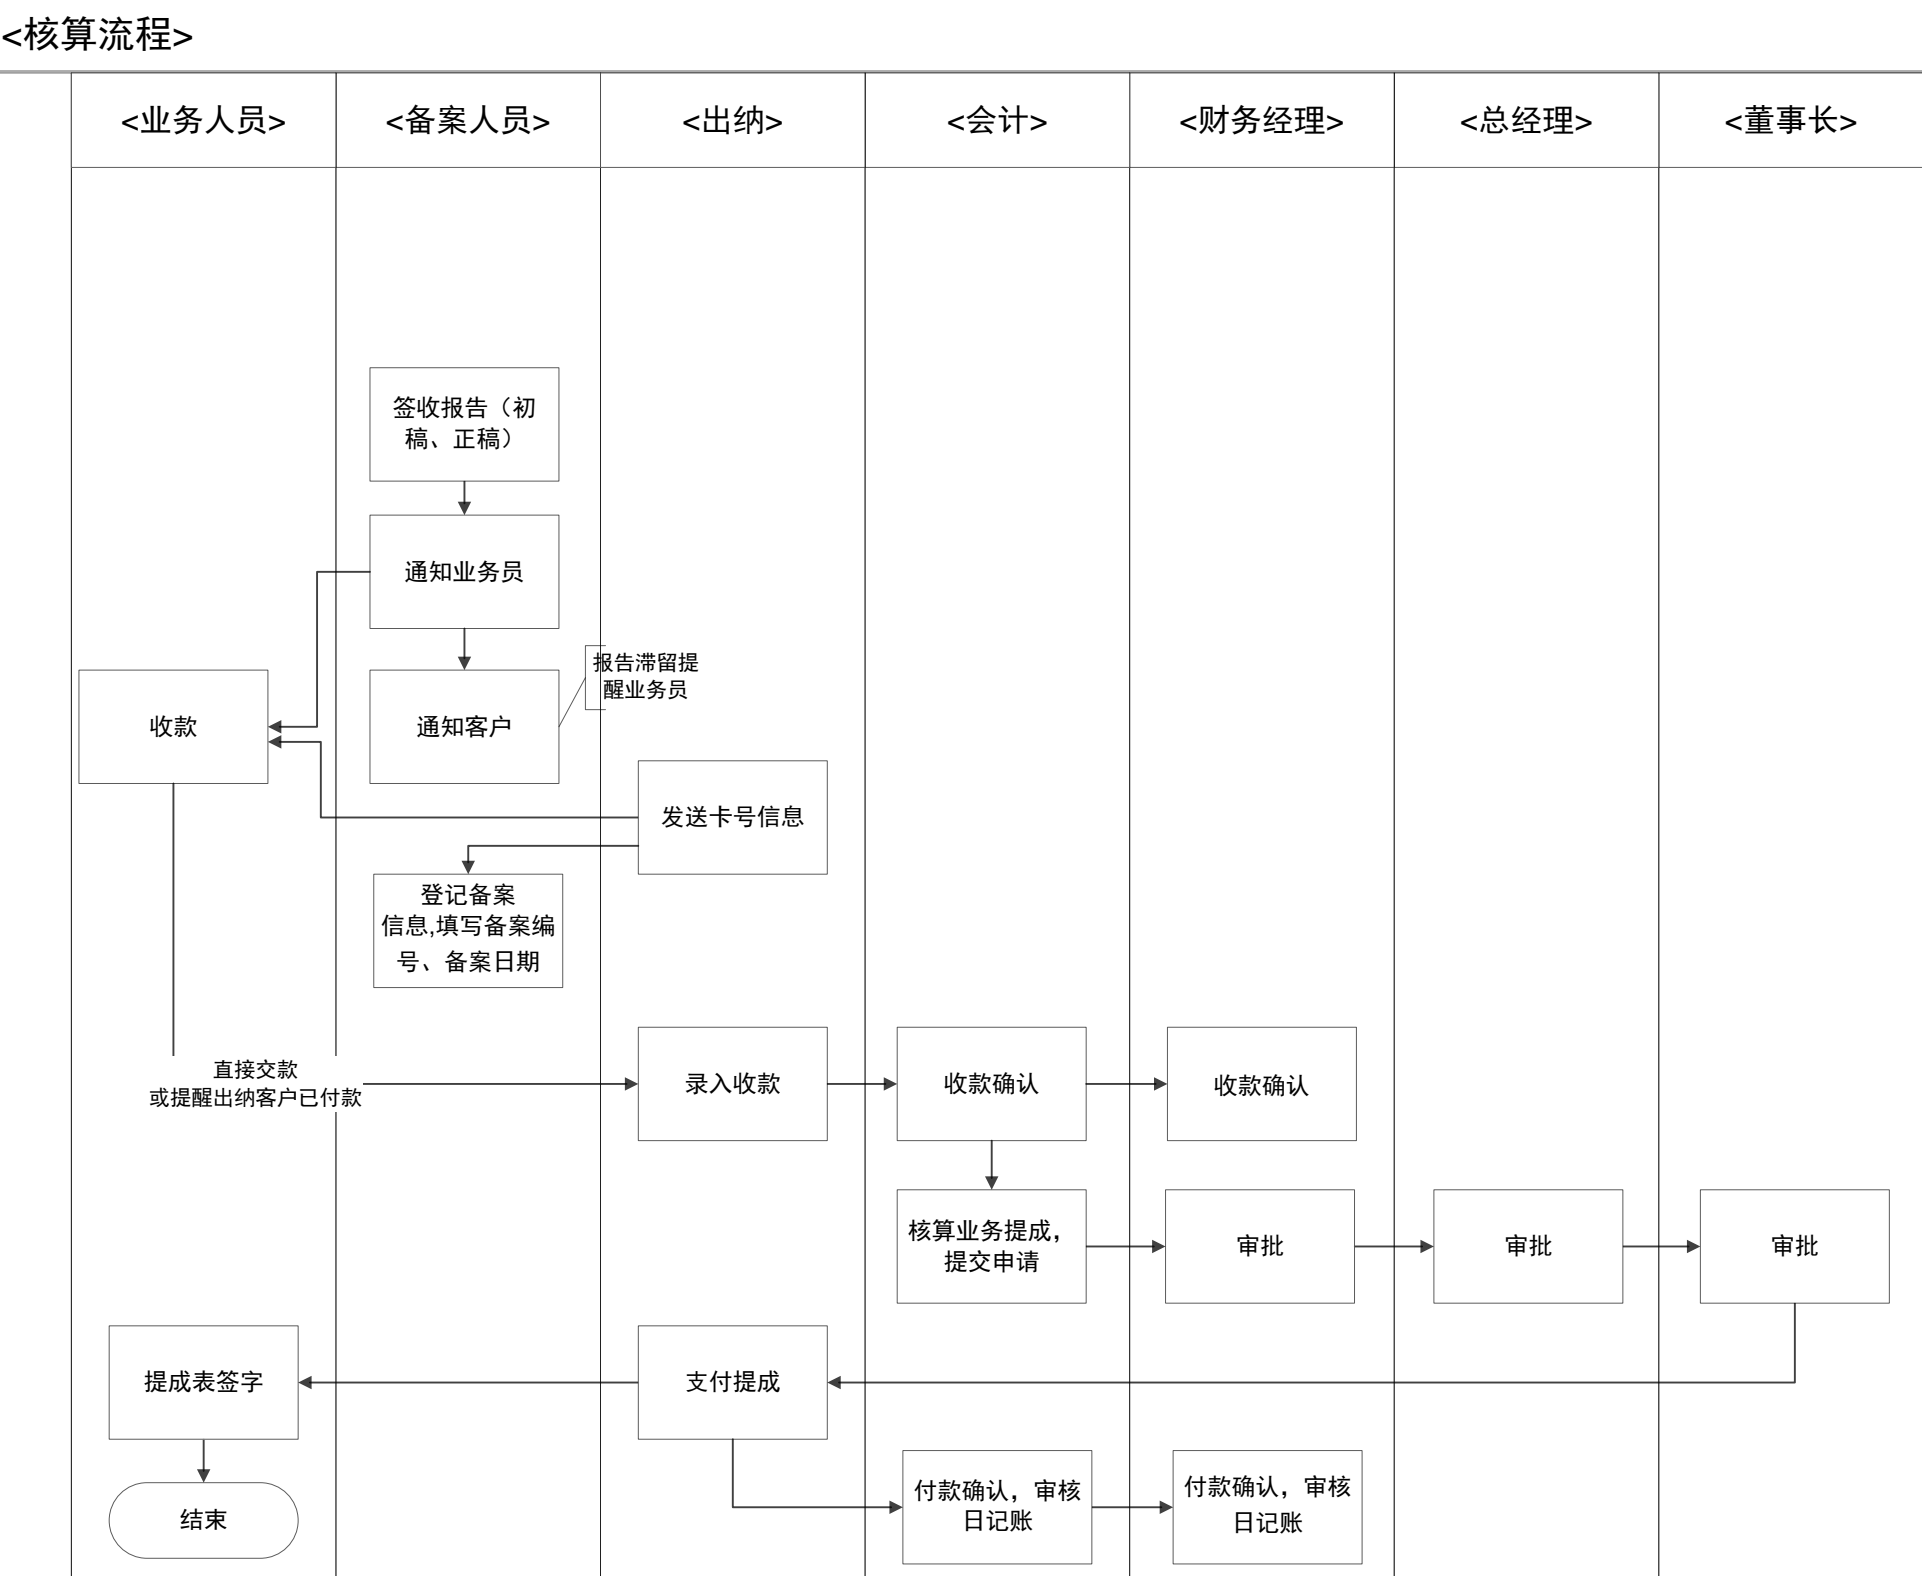 <核算流程>
<业务人员>
<备案人员>
<出纳>
<会计>
<财务经理>
<总经理>
<董事长>
签收报告（初
稿、正稿）
通知业务员
报告滞留提
醒业务员
收款
通知客户
发送卡号信息
登记备案
信息,填写备案编
号、备案日期
直接交款
或提醒出纳客户已付款
录入收款
收款确认
收款确认
核算业务提成，
提交申请
审批
审批
审批
提成表签字
支付提成
付款确认，审核
日记账
付款确认，审核
日记账
结束